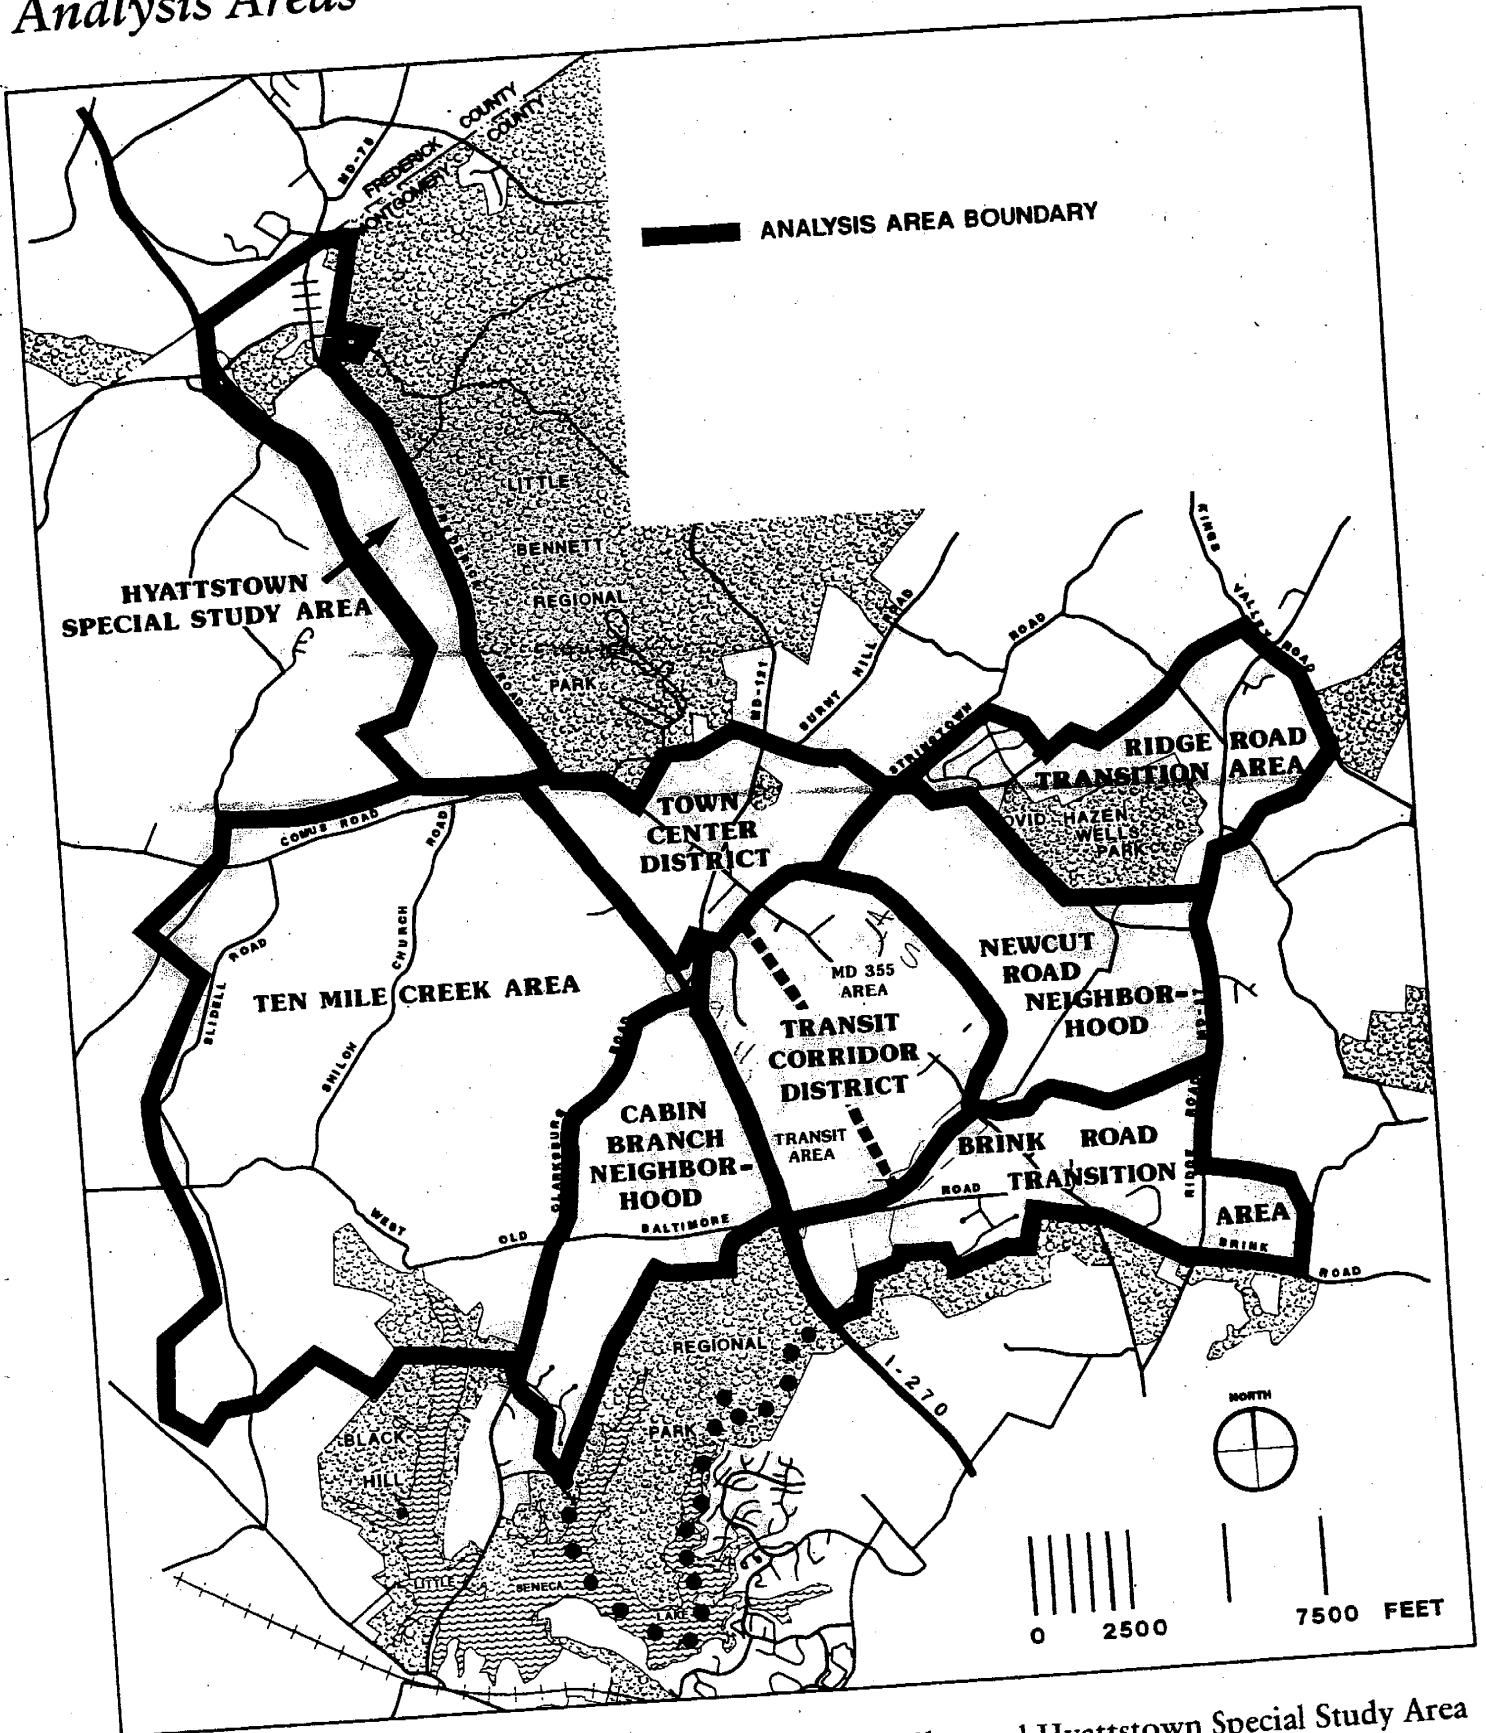 Analysis Areas
FREDERICK COUNTY
MONTGOMERY COUNTY
MD-75
ANALYSIS AREA BOUNDARY
LITTLE
BENNETT
REGIONAL
PARK
HYATTSTOWN
SPECIAL STUDY AREA
FREDERICK
ROAD
KINGS
VALLEY ROAD
ROAD
BURNT HILL ROAD
MD-121
STRINGTOWN
RIDGE ROAD
TRANSITION AREA
OVID HAZEN
WELLS
PARK
TOWN
CENTER
DISTRICT
COMUS ROAD
ROAD
CHURCH
SHILOH
SLIDELL
ROAD
TEN MILE CREEK AREA
NEWCUT
ROAD
NEIGHBOR-
HOOD
MD 355
AREA
TRANSIT
CORRIDOR
DISTRICT
TRANSIT
AREA
MD-27
RIDGE ROAD
CABIN
BRANCH
NEIGHBOR-
HOOD
ROAD
CLARKSBURG
BRINK ROAD
TRANSITION
AREA
BRINK
ROAD
WEST
OLD
BALTIMORE
ROAD
REGIONAL
PARK
BLACK
HILL
I-270
LITTLE
SENECA
LAKE
NORTH
0 2500 7500 FEET
Hyattstown Special Study Area